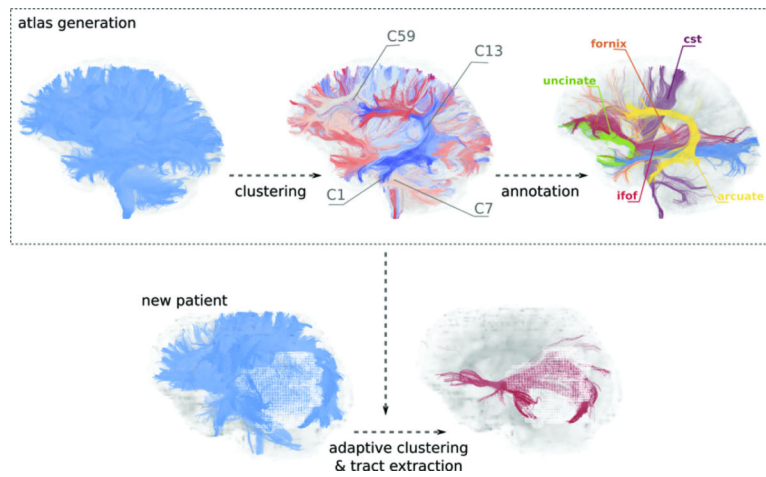 atlas generation
C59
C13
C1
C7
clustering
fornix
cst
uncinate
ifof
arcuate
annotation
new patient
adaptive clustering
& tract extraction